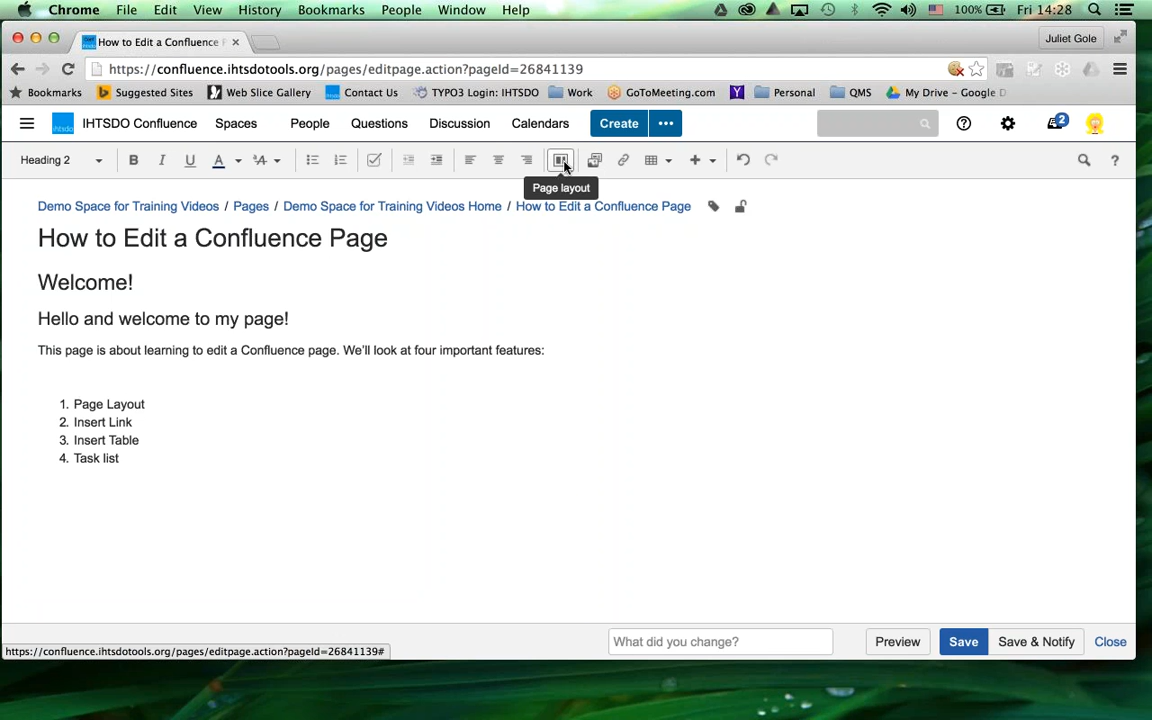 Chrome File Edit View History Bookmarks People Window Help 100% Fri 14:28
How to Edit a Confluence P
Juliet Gole
https://confluence.ihtsdotools.org/pages/editpage.action?pageId=26841139
Bookmarks Suggested Sites Web Slice Gallery Contact Us TYPO3 Login: IHTSDO Work GoToMeeting.com Personal QMS My Drive – Google D
ihtsdo IHTSDO Confluence Spaces People Questions Discussion Calendars Create ••• 2
Heading 2 B I U A A ?
Page layout
Demo Space for Training Videos / Pages / Demo Space for Training Videos Home / How to Edit a Confluence Page
How to Edit a Confluence Page
Welcome!
Hello and welcome to my page!
This page is about learning to edit a Confluence page. We'll look at four important features:
1. Page Layout
2. Insert Link
3. Insert Table
4. Task list
What did you change? Preview Save Save & Notify Close
https://confluence.ihtsdotools.org/pages/editpage.action?pageId=26841139#